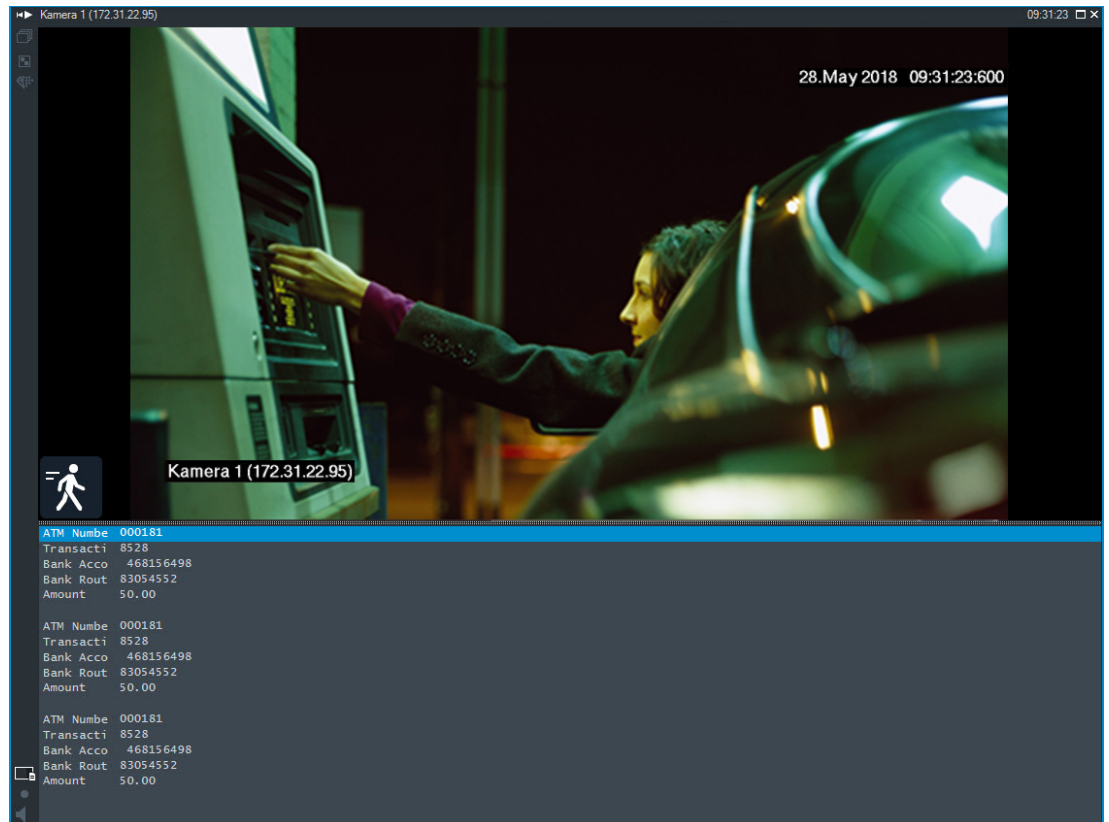 Kamera 1 (172.31.22.95) 09:31:23
28.May 2018 09:31:23:600
Kamera 1 (172.31.22.95)
ATM Numbe 000181
Transacti 8528
Bank Acco 468156498
Bank Rout 83054552
Amount 50.00
ATM Numbe 000181
Transacti 8528
Bank Acco 468156498
Bank Rout 83054552
Amount 50.00
ATM Numbe 000181
Transacti 8528
Bank Acco 468156498
Bank Rout 83054552
Amount 50.00